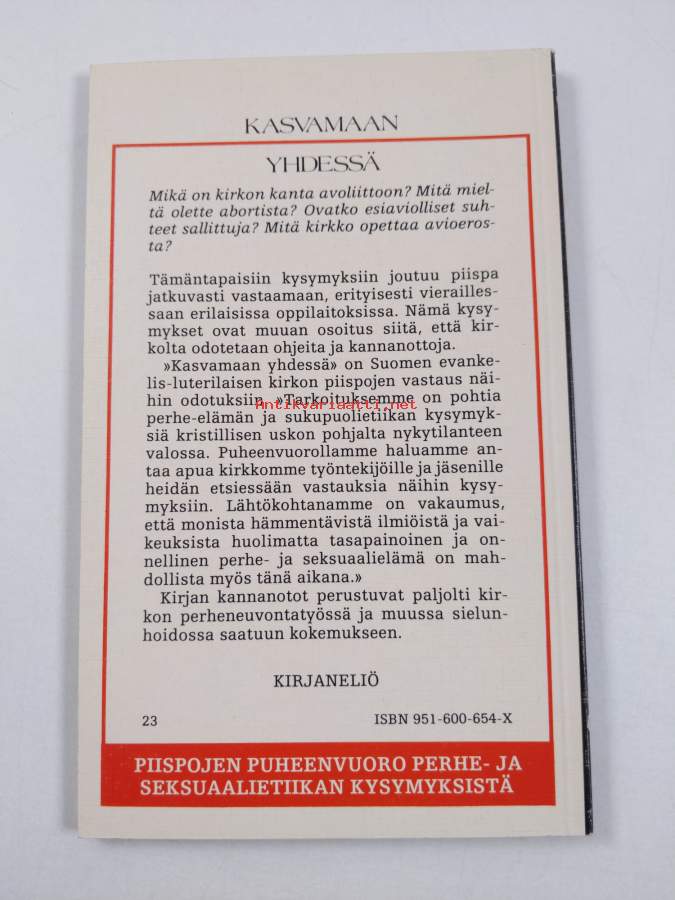 KASVAMAAN
YHDESSÄ
Mikä on kirkon kanta avoliittoon? Mitä miel-
tä olette abortista? Ovatko esiaviolliset suh-
teet sallittuja? Mitä kirkko opettaa avioeros-
ta?
Tämäntapaisiin kysymyksiin joutuu piispa
jatkuvasti vastaamaan, erityisesti vieraillес-
saan erilaisissa oppilaitoksissa. Nämä kysy-
mykset ovat muuan osoitus siitä, että kir-
kolta odotetaan ohjeita ja kannanottoja.
»Kasvamaan yhdessä» on Suomen evanke-
lis-luterilaisen kirkon piispojen vastaus näi-
hin odotuksiin. »Tarkoituksemme on pohtia
Antikvariaatti.net
perhe-elämän ja sukupuolietiikan kysymyk-
siä kristillisen uskon pohjalta nykytilanteen
valossa. Puheenvuorollamme haluamme an-
taa apua kirkkomme työntekijöille ja jäsenille
heidän etsiessään vastauksia näihin kysy-
myksiin. Lähtökohtanamme on vakaumus,
että monista hämmentävistä ilmiöistä ja vai-
keuksista huolimatta tasapainoinen ja on-
nellinen perhe- ja seksuaalielämä on mah-
dollista myös tänä aikana.»
Kirjan kannanotot perustuvat paljolti kir-
kon perheneuvontatyössä ja muussa sielun-
hoidossa saatuun kokemukseen.
KIRJANELIÖ
23 ISBN 951-600-654-X
PIISPOJEN PUHEENVUORO PERHE- JA
SEKSUAALIETIIKAN KYSYMYKSISTÄ